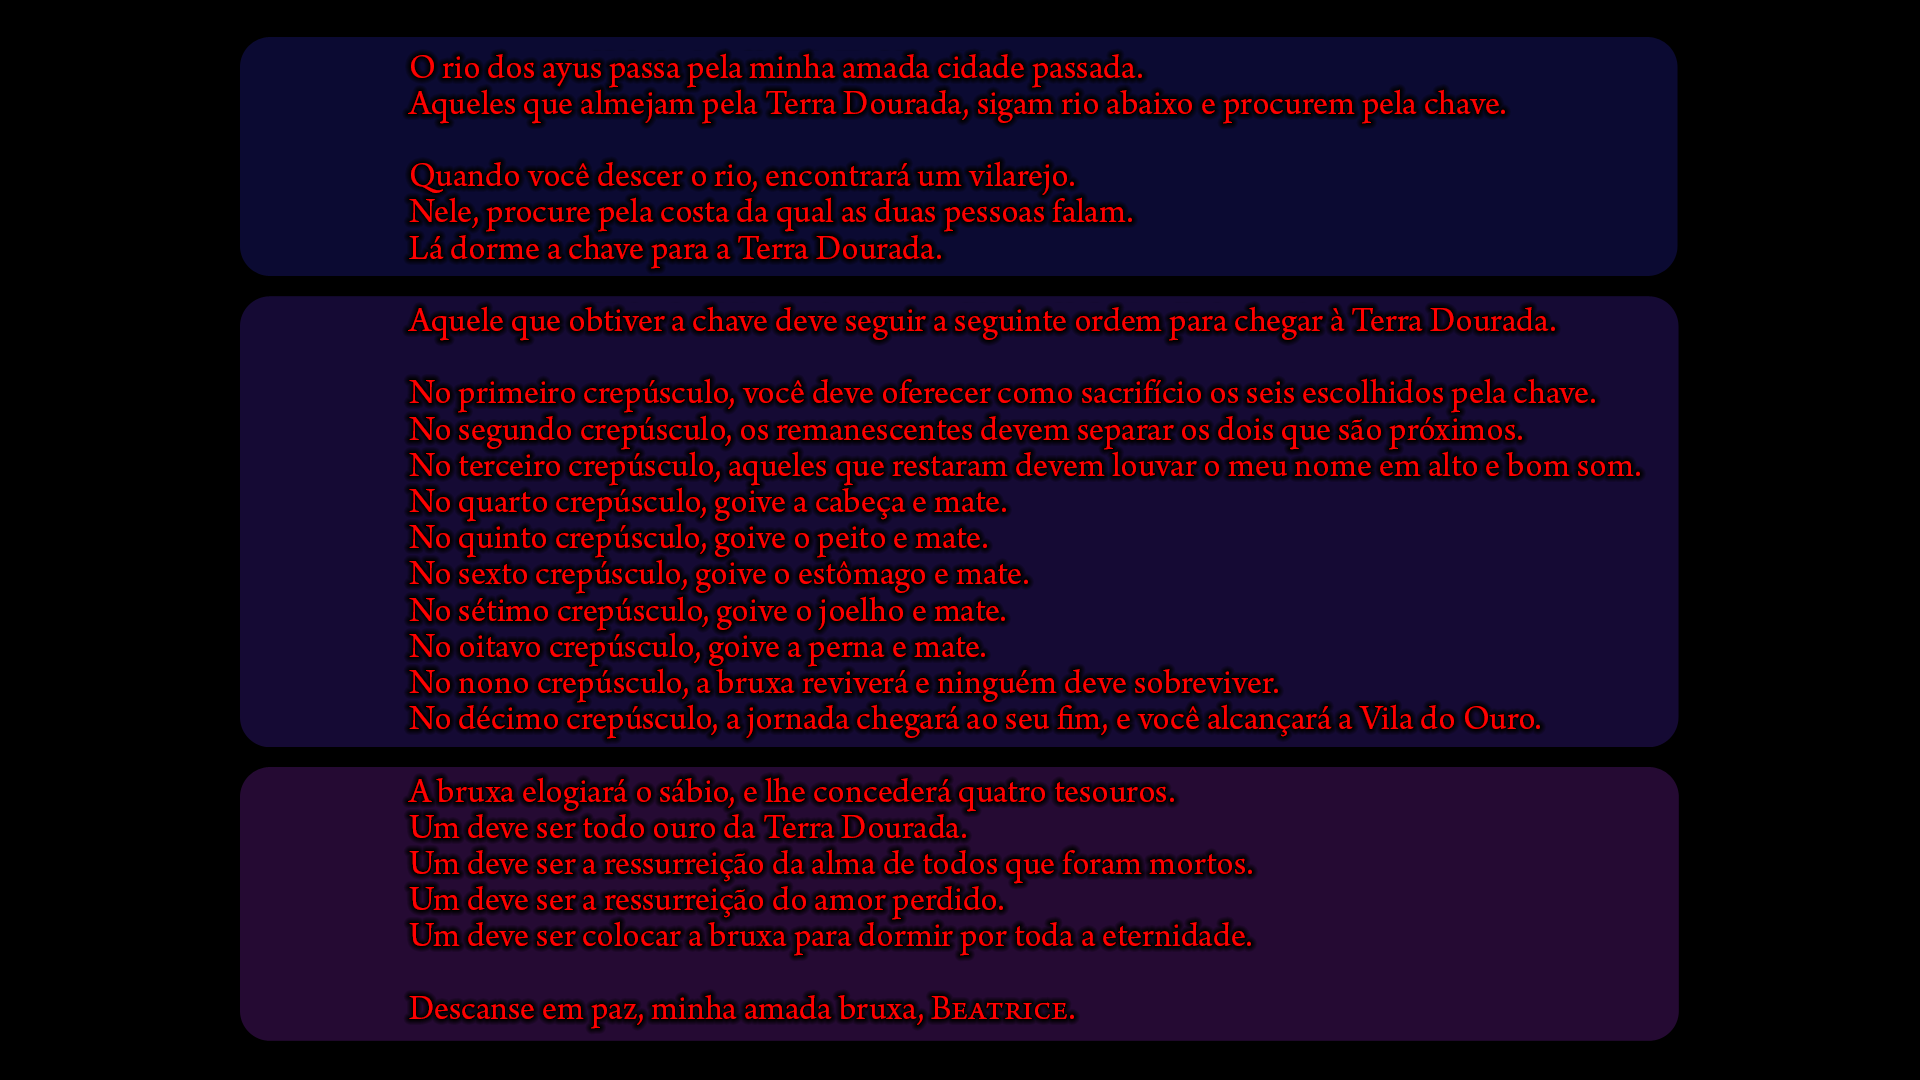 O rio dos ayus passa pela minha amada cidade passada.
Aqueles que almejam pela Terra Dourada, sigam rio abaixo e procurem pela chave.
Quando você descer o rio, encontrará um vilarejo.
Nele, procure pela costa da qual as duas pessoas falam.
Lá dorme a chave para a Terra Dourada.
Aquele que obtiver a chave deve seguir a seguinte ordem para chegar à Terra Dourada.
No primeiro crepúsculo, você deve oferecer como sacrifício os seis escolhidos pela chave.
No segundo crepúsculo, os remanescentes devem separar os dois que são próximos.
No terceiro crepúsculo, aqueles que restaram devem louvar o meu nome em alto e bom som.
No quarto crepúsculo, goive a cabeça e mate.
No quinto crepúsculo, goive o peito e mate.
No sexto crepúsculo, goive o estômago e mate.
No sétimo crepúsculo, goive o joelho e mate.
No oitavo crepúsculo, goive a perna e mate.
No nono crepúsculo, a bruxa reviverá e ninguém deve sobreviver.
No décimo crepúsculo, a jornada chegará ao seu fim, e você alcançará a Vila do Ouro.
A bruxa elogiará o sábio, e lhe concederá quatro tesouros.
Um deve ser todo ouro da Terra Dourada.
Um deve ser a ressurreição da alma de todos que foram mortos.
Um deve ser a ressurreição do amor perdido.
Um deve ser colocar a bruxa para dormir por toda a eternidade.
Descanse em paz, minha amada bruxa, BEATRICE.